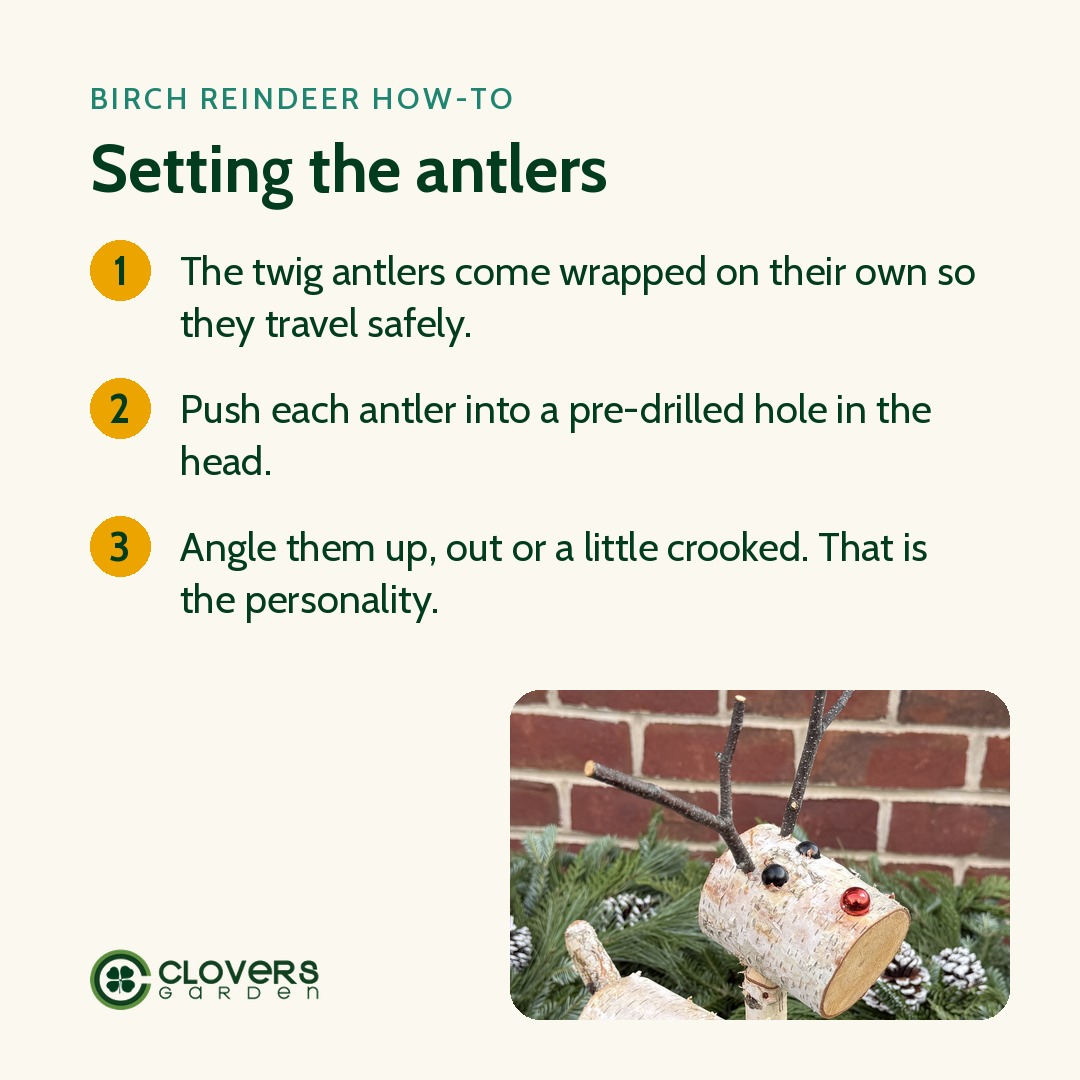 BIRCH REINDEER HOW-TO
Setting the antlers
1 The twig antlers come wrapped on their own so
they travel safely.
2 Push each antler into a pre-drilled hole in the
head.
3 Angle them up, out or a little crooked. That is
the personality.
CLOVERS
GARDEN